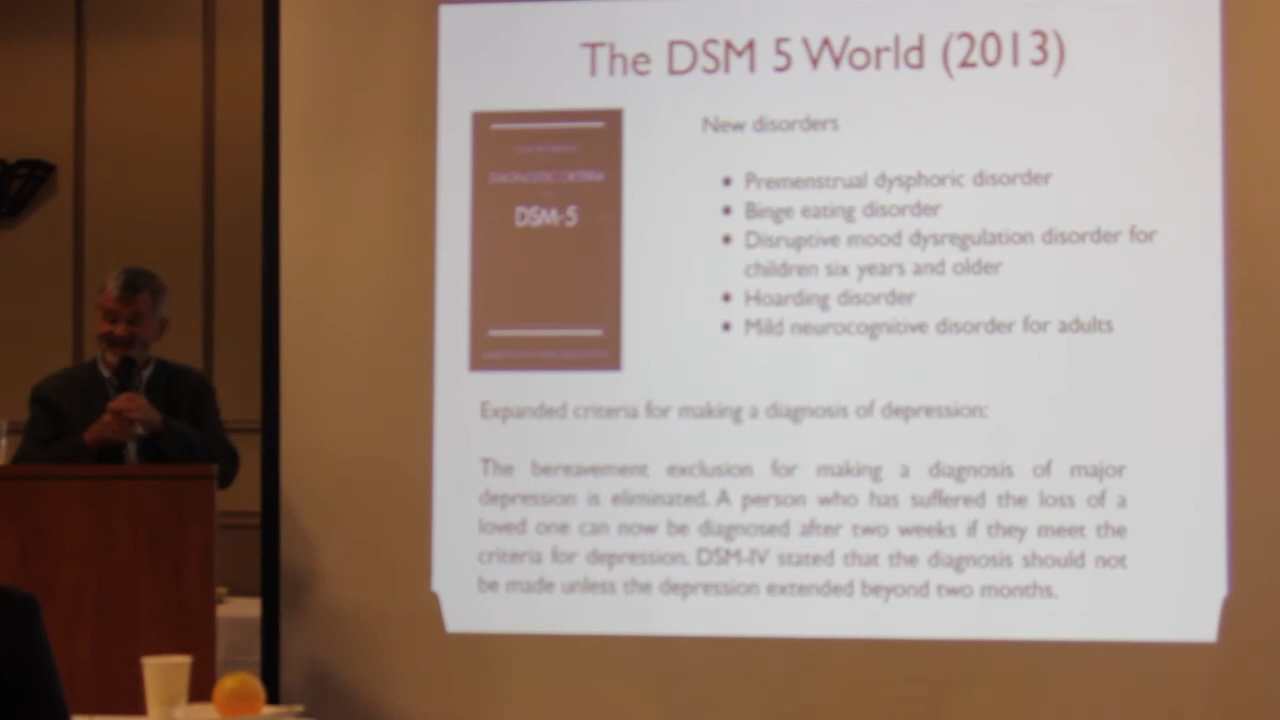 The DSM 5 World (2013)
DIAGNOSTIC CRITERIA
DSM-5
New disorders
• Premenstrual dysphoric disorder
• Binge eating disorder
• Disruptive mood dysregulation disorder for
children six years and older
• Hoarding disorder
• Mild neurocognitive disorder for adults
Expanded criteria for making a diagnosis of depression:
The bereavement exclusion for making a diagnosis of major
depression is eliminated. A person who has suffered the loss of a
loved one can now be diagnosed after two weeks if they meet the
criteria for depression. DSM-IV stated that the diagnosis should not
be made unless the depression extended beyond two months.